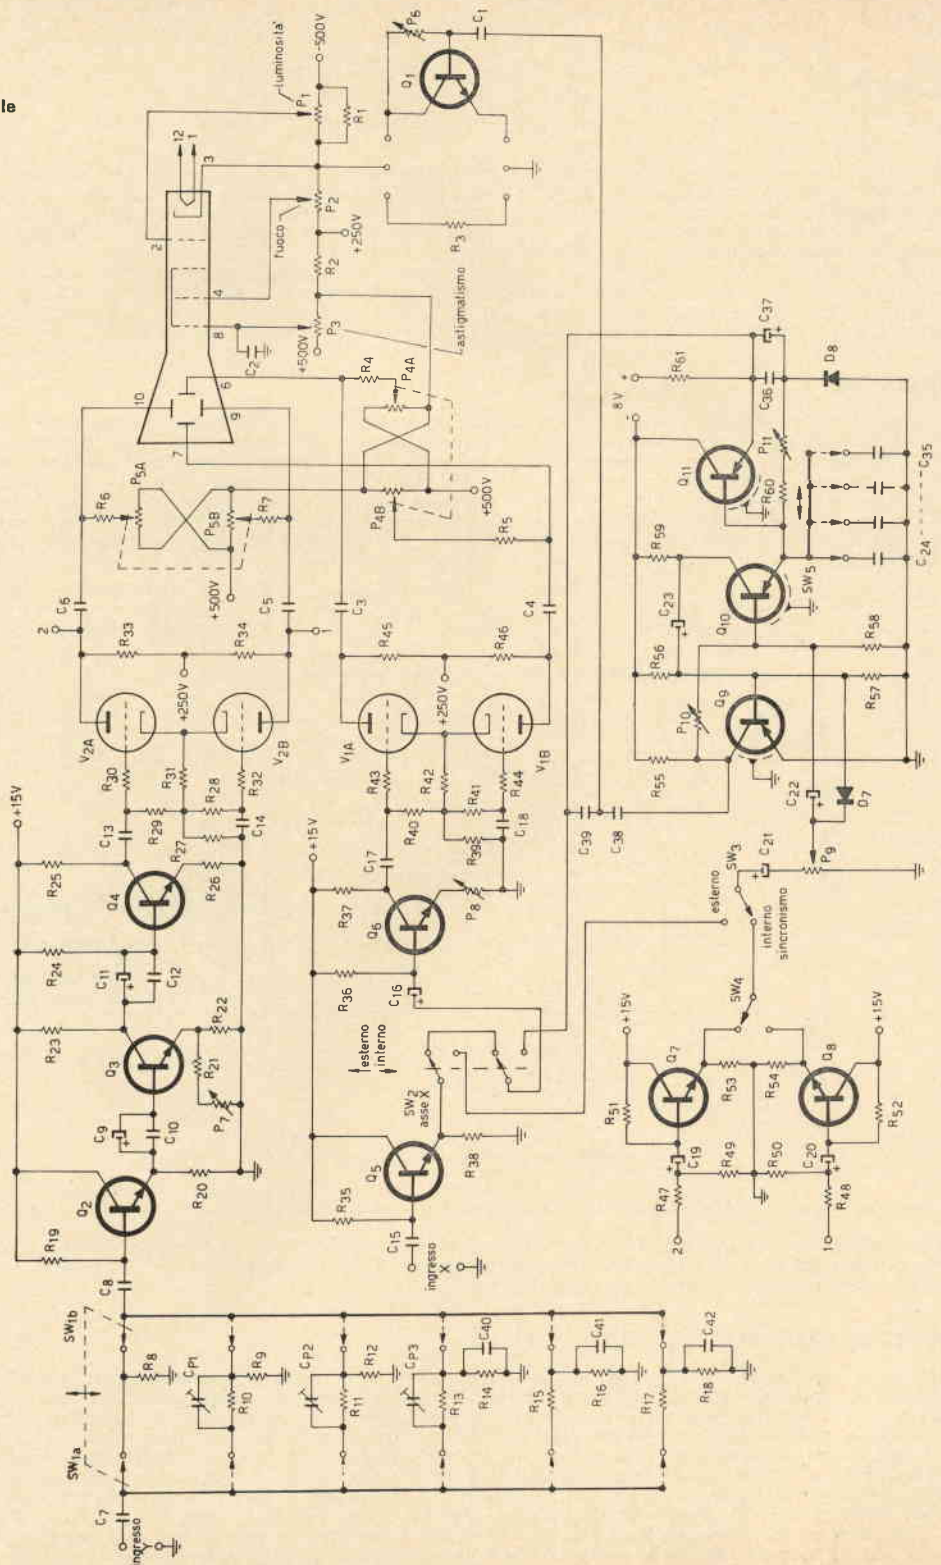 le
luminosita'
-500V
P1
R1
P6
C1
Q1
12
1
3
2
4
8
fuoco
P2
+250V
R2
R3
P3
+500V
astigmatismo
C2
10
6
9
7
R4
P4A
P4B
+500V
R5
P5A
R6
P5B
R7
+500V
C6
2
R33
R34
C5
1
+250V
C3
R45
R46
C4
+250V
V2A
V2B
V1A
V1B
R30
R31
R28
R32
R29
R27
C13
C14
R43
R42
R41
R44
R40
R39
C17
C18
+15V
R25
Q4
R26
R24
C11
C12
R23
Q3
R22
R21
P7
C9
C10
Q2
R20
R19
C8
+15V
R37
Q6
P8
R36
C16
esterno
interno
SW2
asse X
Q5
R38
R35
C15
ingresso
X
C39
C38
8V
-
+
R61
C37
C36
D8
Q11
P11
R60
C35
C24
SW5
R59
C23
Q10
R58
R56
P10
Q9
R57
R55
C22
D7
C21
P9
SW3
esterno
interno
sincronismo
SW4
+15V
Q7
R51
R53
R54
Q8
+15V
R52
C19
R49
R50
C20
R47
R48
2
1
SW1b
7
SW1a
C7
ingresso
Y
R8
CP1
R10
R9
CP2
R11
R12
CP3
R13
R14
C40
R15
R16
C41
R17
R18
C42